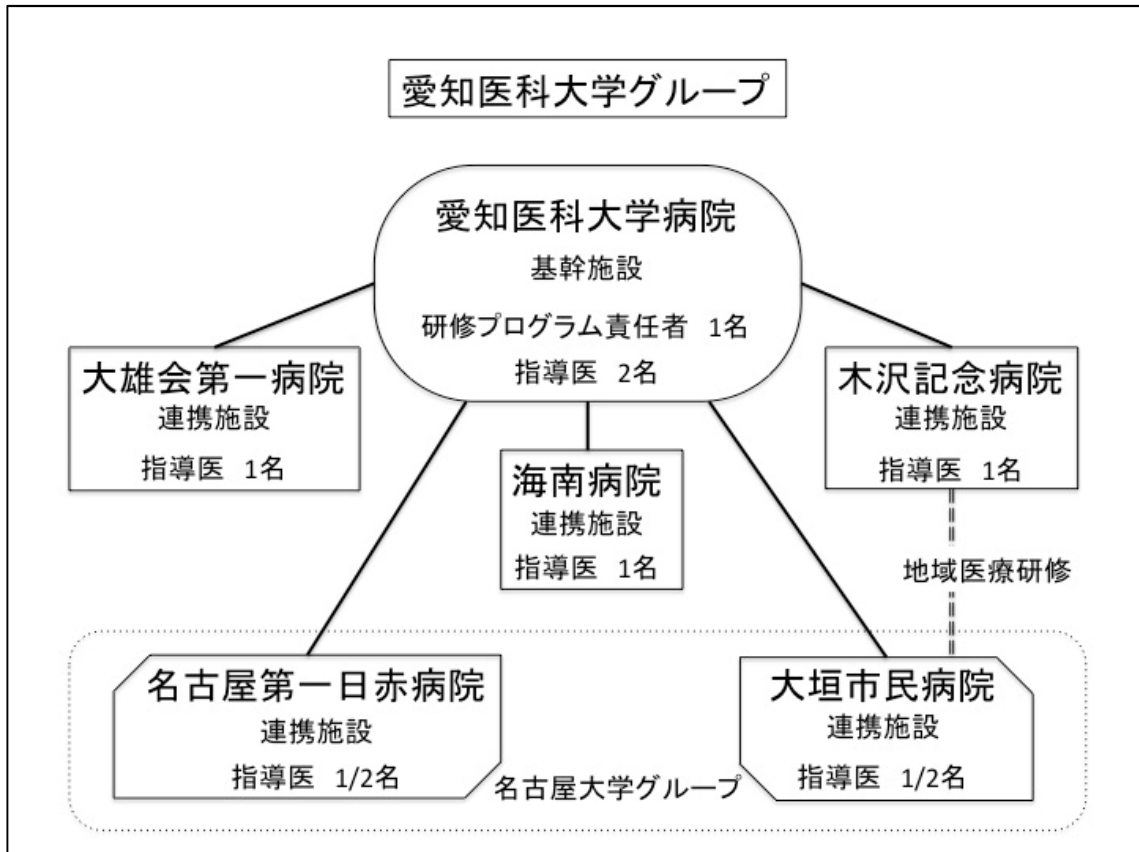 愛知医科大学グループ
愛知医科大学病院
基幹施設
研修プログラム責任者 1名
指導医 2名
大雄会第一病院
連携施設
指導医 1名
木沢記念病院
連携施設
指導医 1名
海南病院
連携施設
指導医 1名
地域医療研修
名古屋第一日赤病院
連携施設
指導医 1/2名
大垣市民病院
連携施設
指導医 1/2名
名古屋大学グループ